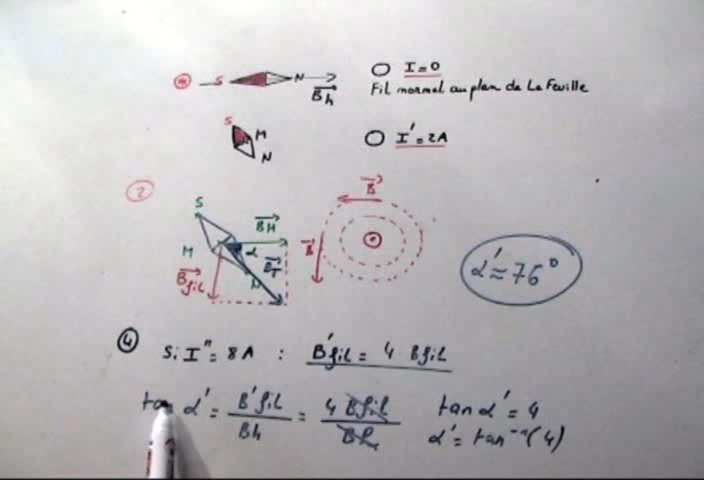 * S N → Bh I = 0
Fil normal au plan de La Feuille
S M N I' = 2A
2
S B
BH
M α B
Bfil N BT
α' ≈ 76°
4 Si I" = 8A : B'fil = 4 Bfil
tan α' = B'fil / Bh = 4 Bfil / Bh tan α' = 4
α' = tan⁻¹(4)